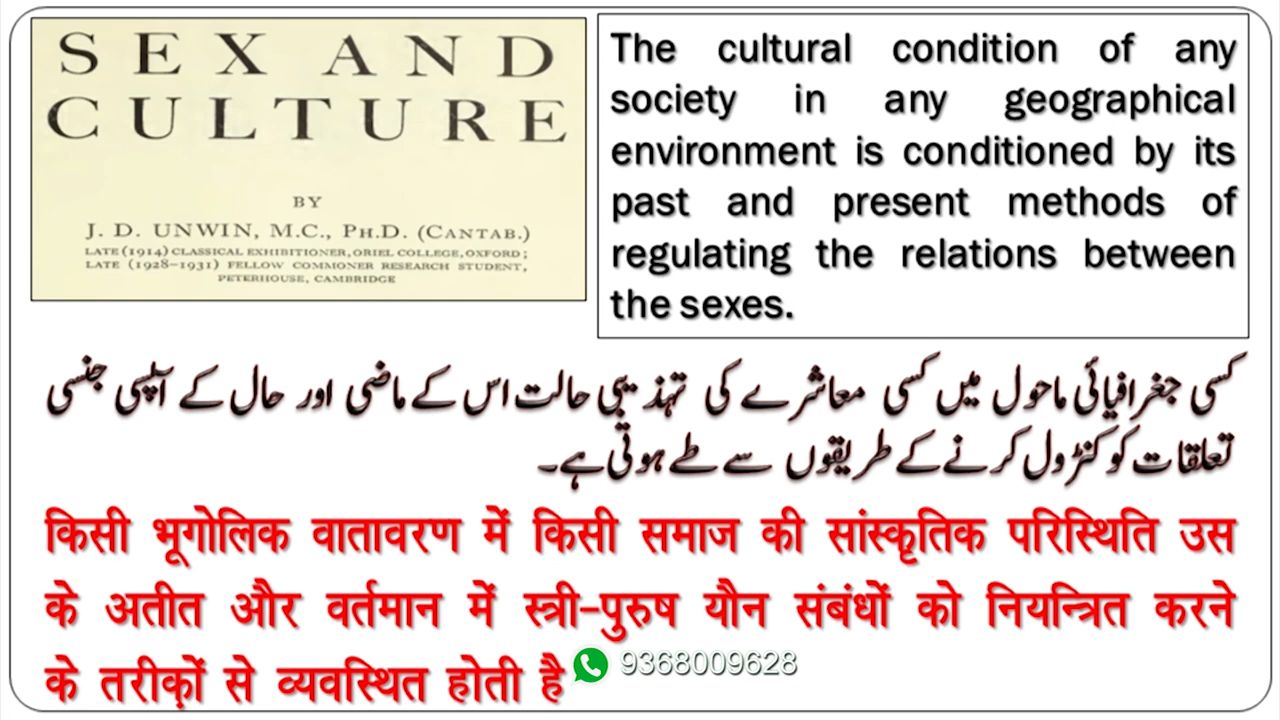 SEX AND
CULTURE
BY
J. D. UNWIN, M.C., PH.D. (CANTAB.)
LATE (1914) CLASSICAL EXHIBITIONER, ORIEL COLLEGE, OXFORD;
LATE (1928–1931) FELLOW COMMONER RESEARCH STUDENT,
PETERHOUSE, CAMBRIDGE
The cultural condition of any
society in any geographical
environment is conditioned by its
past and present methods of
regulating the relations between
the sexes.
کسی جغرافیائی ماحول میں کسی معاشرے کی تہذیبی حالت اس کے ماضی اور حال کے آپسی جنسی
تعلقات کو کنڑول کرنے کے طریقوں سے طے ہوتی ہے۔
किसी भूगोलिक वातावरण में किसी समाज की सांस्कृतिक परिस्थिति उस
के अतीत और वर्तमान में स्त्री-पुरुष यौन संबंधों को नियन्त्रित करने
के तरीक़ों से व्यवस्थित होती है
9368009628